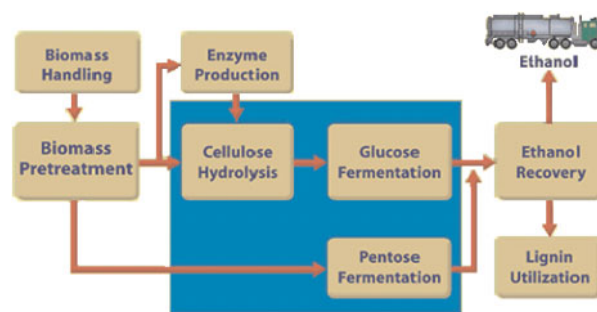 Biomass
Handling
Enzyme
Production
Ethanol
Biomass
Pretreatment
Cellulose
Hydrolysis
Glucose
Fermentation
Ethanol
Recovery
Pentose
Fermentation
Lignin
Utilization